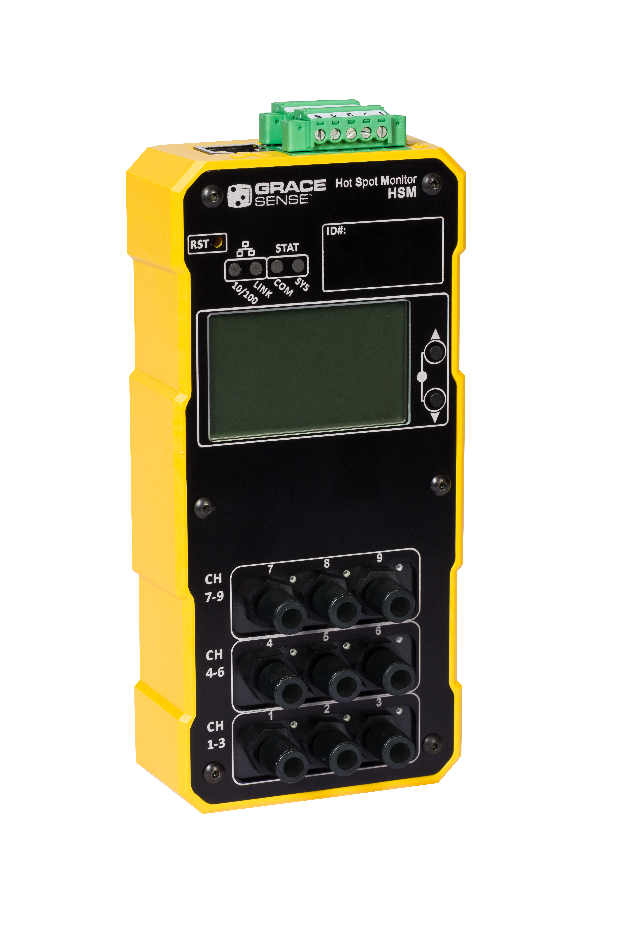 GRACE
SENSE™
Hot Spot Monitor
HSM
RST
STAT
ID#:
10/100
LINK
COM
SYS
CH
7-9
7
8
9
CH
4-6
4
5
6
CH
1-3
1
2
3